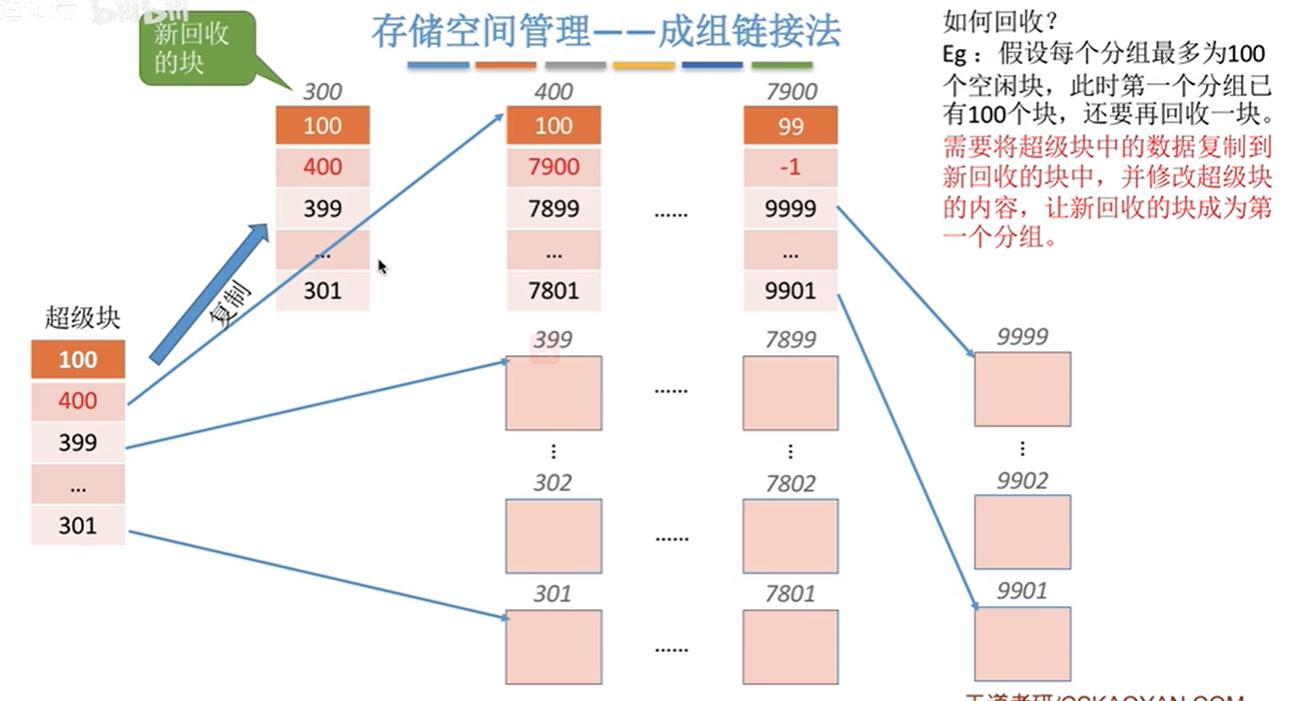 新回收
的块
存储空间管理——成组链接法
如何回收？
Eg：假设每个分组最多为100
个空闲块，此时第一个分组已
有100个块，还要再回收一块。
需要将超级块中的数据复制到
新回收的块中，并修改超级块
的内容，让新回收的块成为第
一个分组。
300
100
400
399
...
301
400
100
7900
7899
...
7801
......
7900
99
-1
9999
...
9901
复制
超级块
100
400
399
...
301
399
302
301
......
......
......
7899
7802
7801
9999
9902
9901